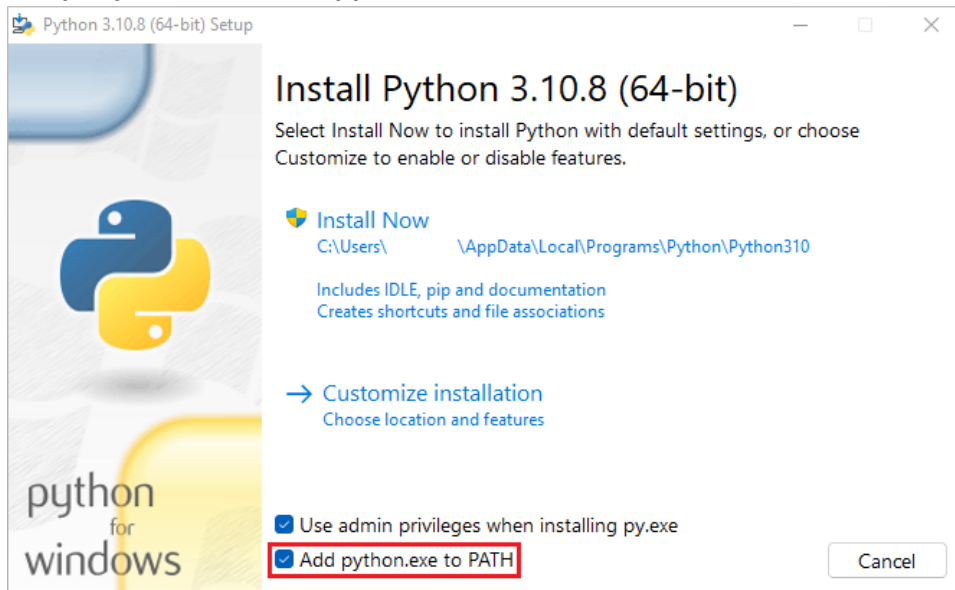 Python 3.10.8 (64-bit) Setup
Install Python 3.10.8 (64-bit)
Select Install Now to install Python with default settings, or choose
Customize to enable or disable features.
Install Now
C:\Users\ \AppData\Local\Programs\Python\Python310
Includes IDLE, pip and documentation
Creates shortcuts and file associations
Customize installation
Choose location and features
python
for
windows
Use admin privileges when installing py.exe
Add python.exe to PATH
Cancel